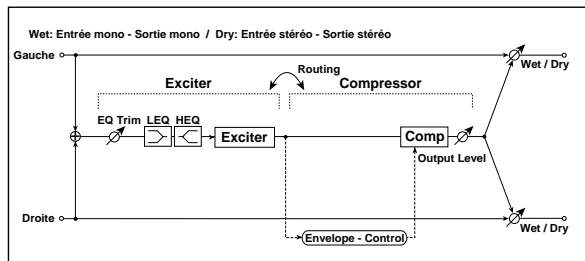 Wet: Entrée mono - Sortie mono / Dry: Entrée stéréo - Sortie stéréo
Gauche
Wet / Dry
Routing
Exciter
Compressor
EQ Trim
LEQ
HEQ
Exciter
Comp
Output Level
Droite
Wet / Dry
Envelope - Control